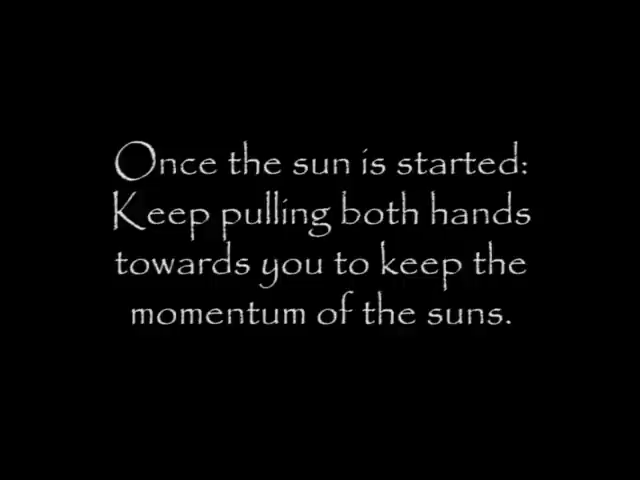 Once the sun is started:
Keep pulling both hands
towards you to keep the
momentum of the suns.